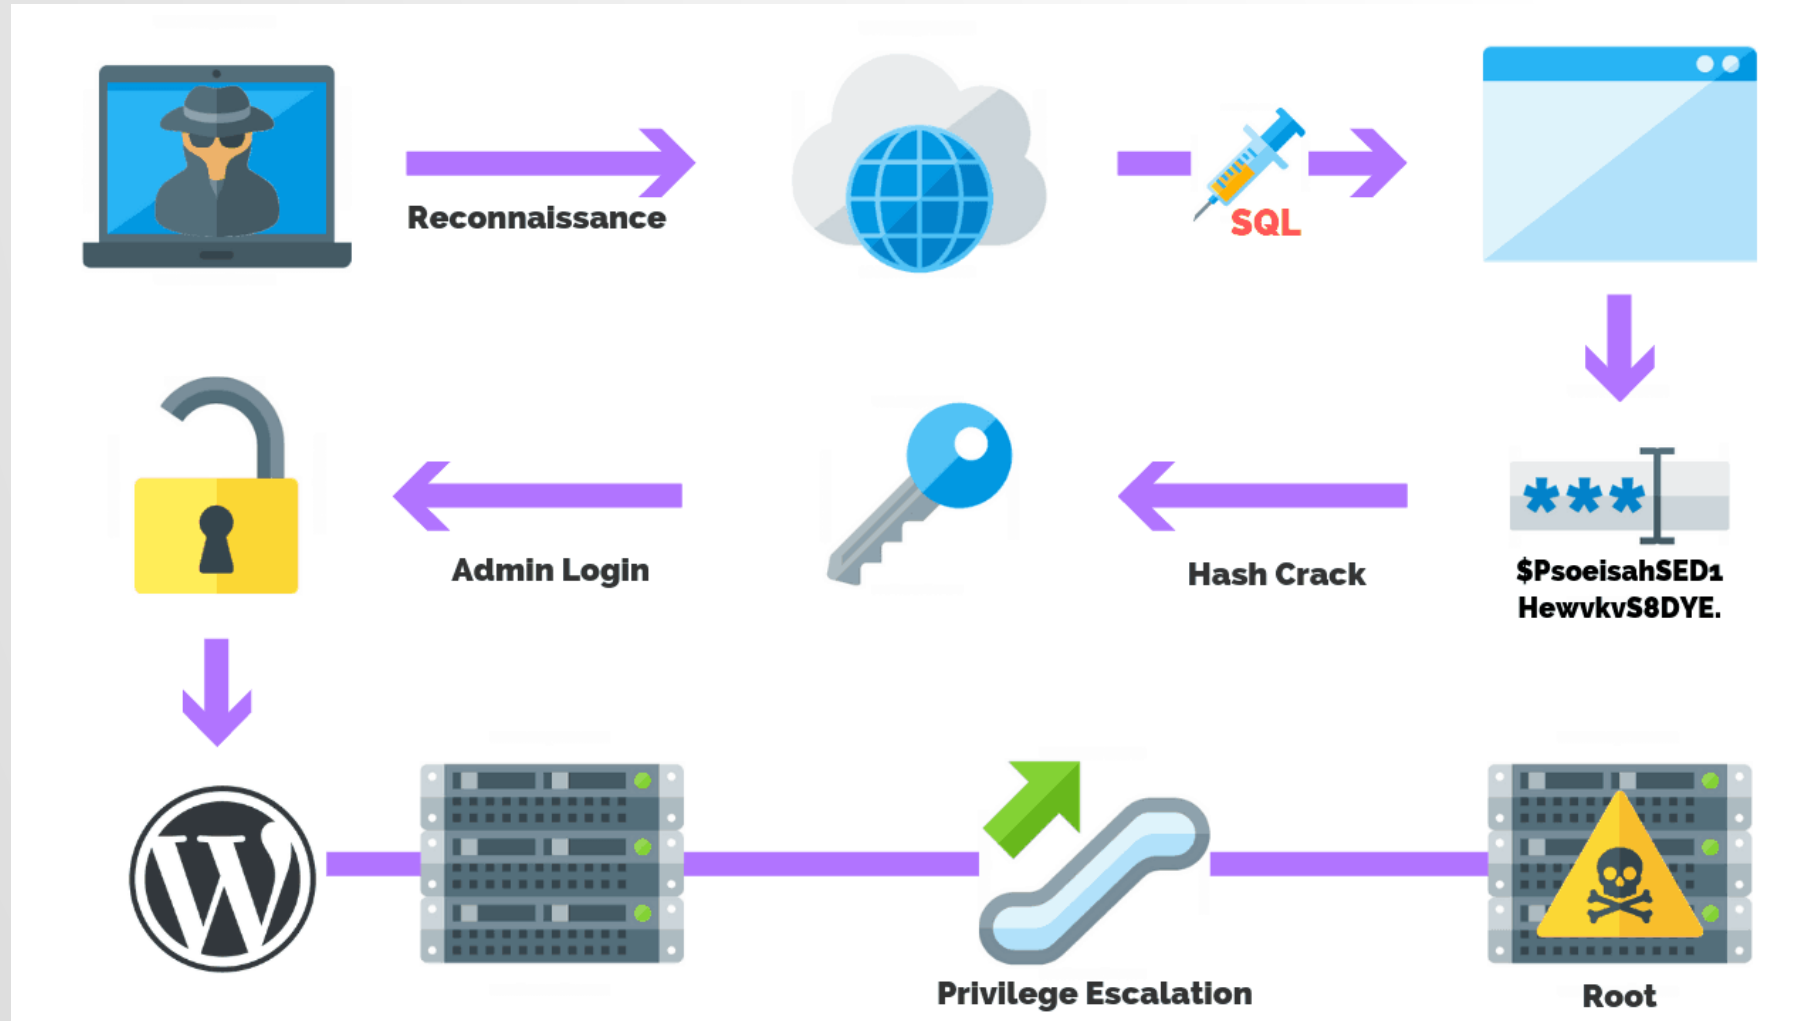 Reconnaissance
SQL
$PsoeisahSED1
HewvkvS8DYE.
Hash Crack
Admin Login
W
Privilege Escalation
Root